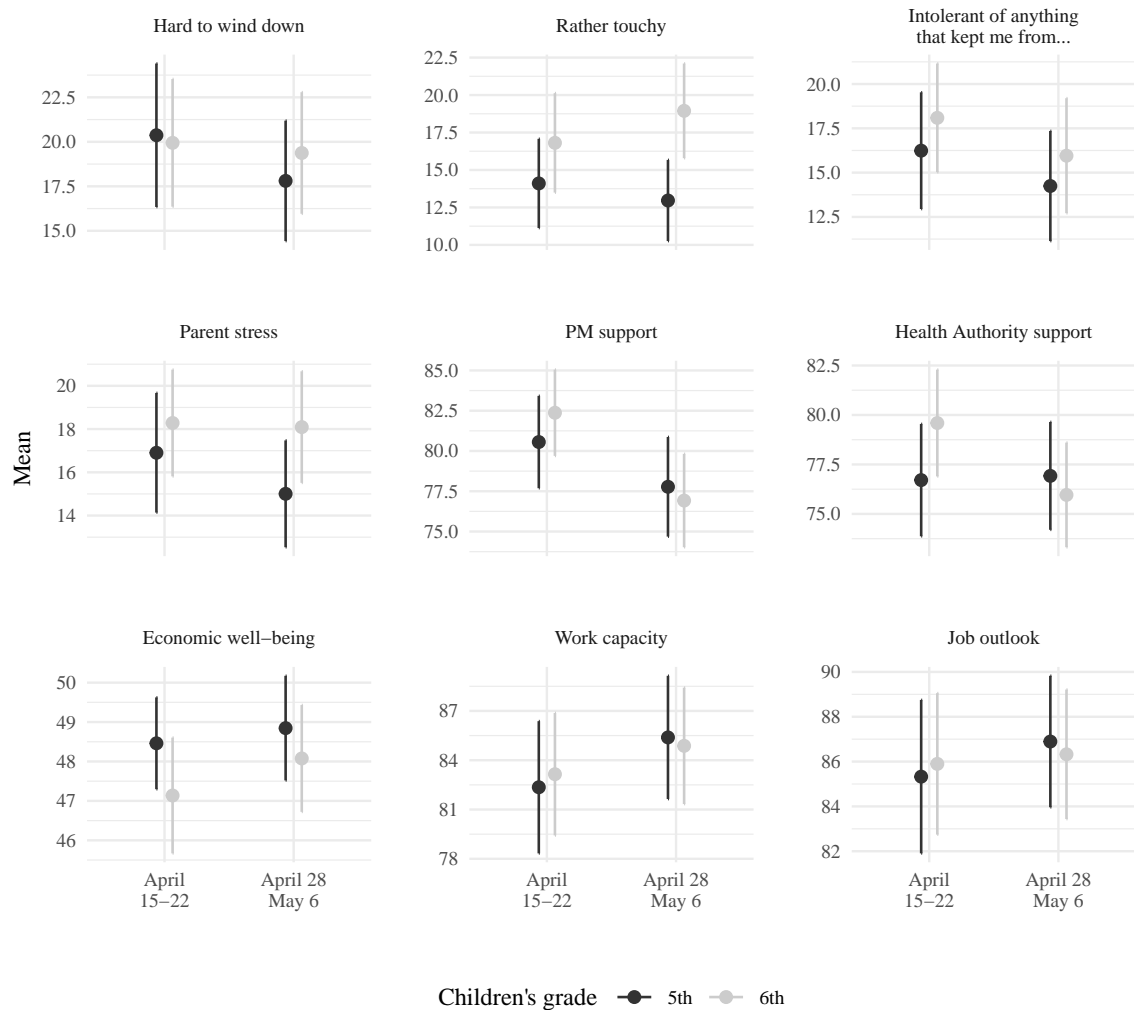 Hard to wind down
Rather touchy
Intolerant of anything
that kept me from...
22.5
20.0
17.5
15.0
22.5
20.0
17.5
15.0
12.5
10.0
20.0
17.5
15.0
12.5
Mean
Parent stress
PM support
Health Authority support
20
18
16
14
85.0
82.5
80.0
77.5
75.0
82.5
80.0
77.5
75.0
Economic well−being
Work capacity
Job outlook
50
49
48
47
46
87
84
81
78
90
88
86
84
82
April
15−22
April 28
May 6
April
15−22
April 28
May 6
April
15−22
April 28
May 6
Children's grade 5th 6th